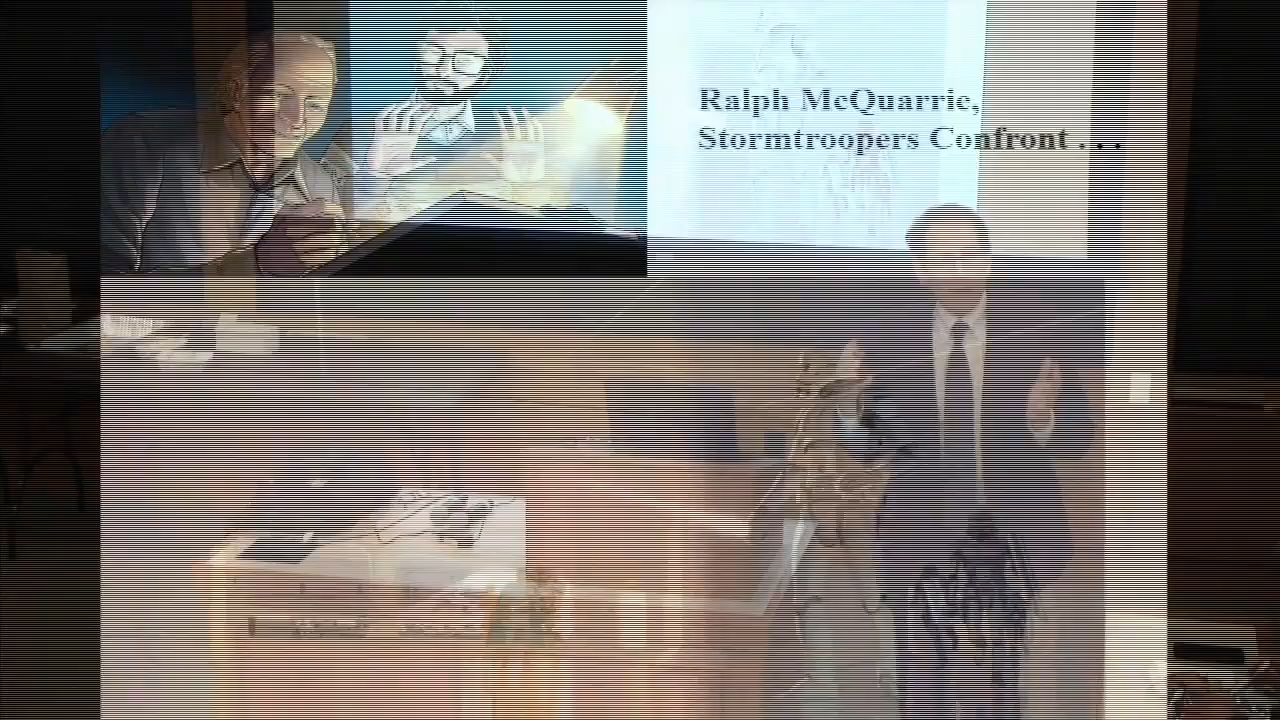 Ralph McQuarrie,
Stormtroopers Confront . . .